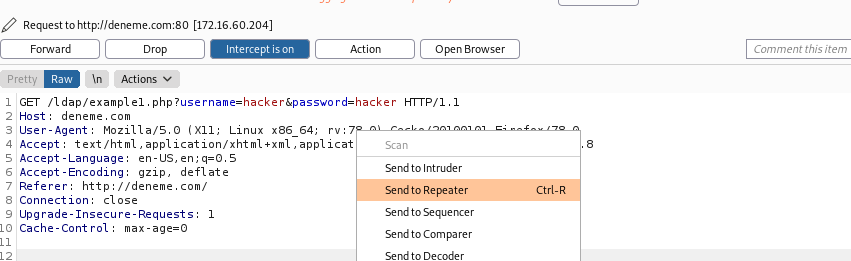 Request to http://deneme.com:80 [172.16.60.204]
Forward Drop Intercept is on Action Open Browser Comment this item
Pretty Raw \n Actions
1 GET /ldap/example1.php?username=hacker&password=hacker HTTP/1.1
2 Host: deneme.com
3 User-Agent: Mozilla/5.0 (X11; Linux x86_64; rv:78.0) Gecko/20100101 Firefox/78.0
4 Accept: text/html,application/xhtml+xml,applicat .8
5 Accept-Language: en-US,en;q=0.5
6 Accept-Encoding: gzip, deflate
7 Referer: http://deneme.com/
8 Connection: close
9 Upgrade-Insecure-Requests: 1
10 Cache-Control: max-age=0
11
12
Scan
Send to Intruder
Send to Repeater Ctrl-R
Send to Sequencer
Send to Comparer
Send to Decoder